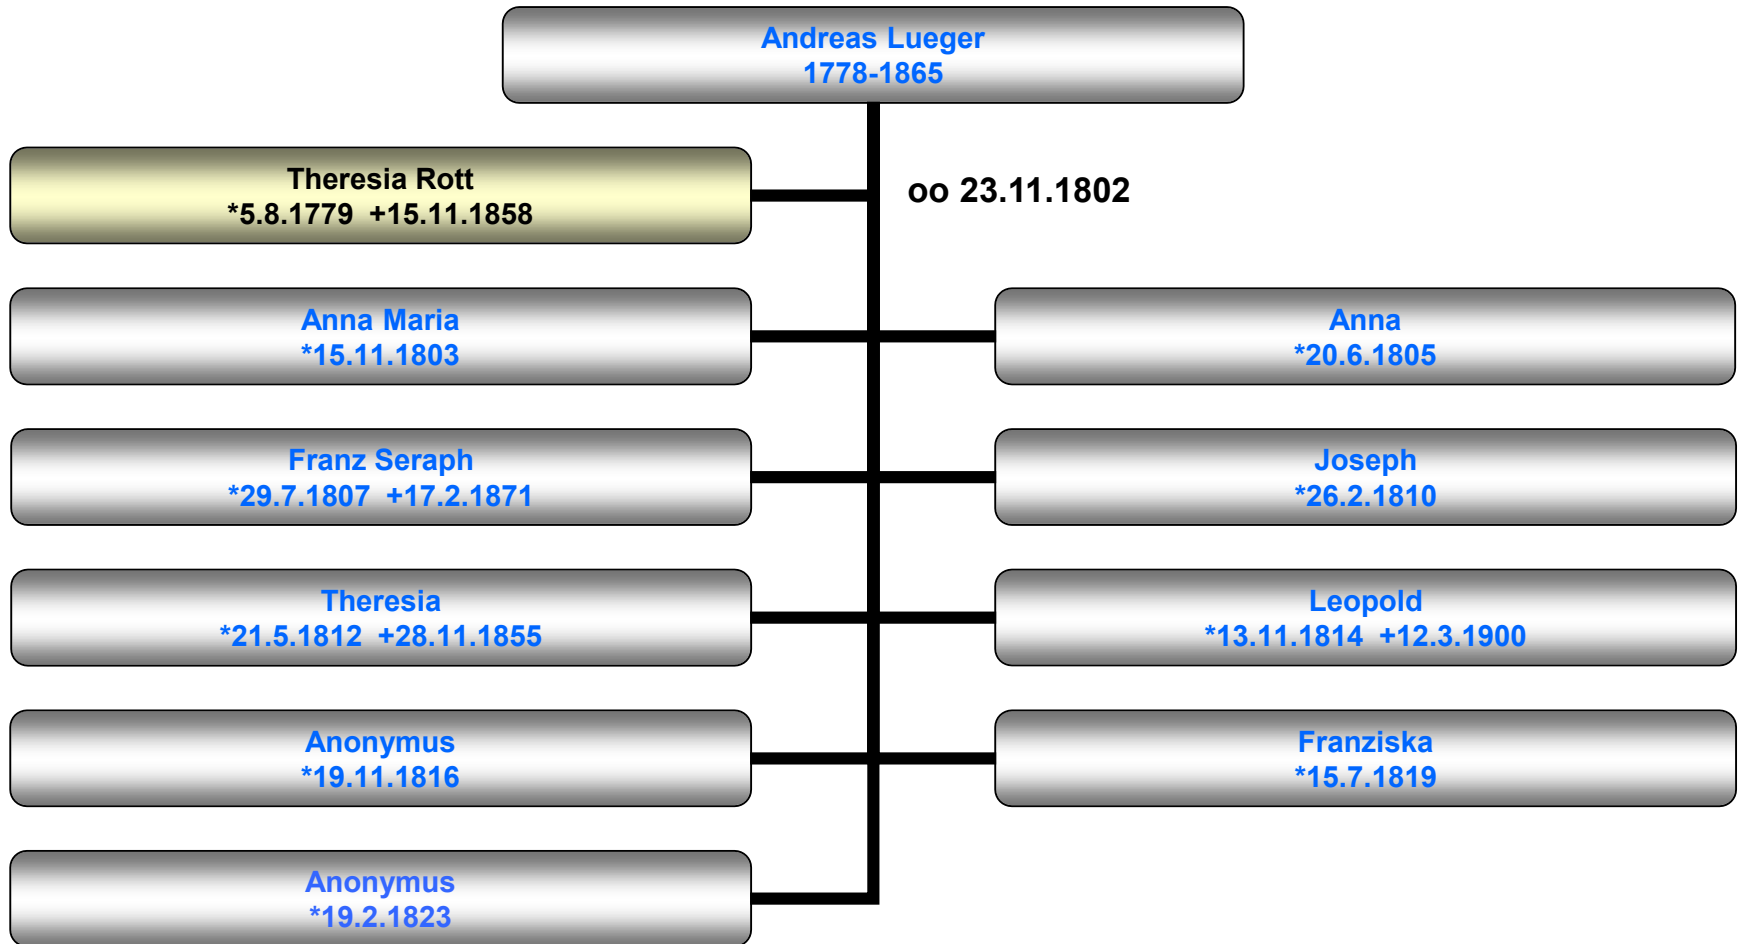 Andreas Lueger
1778-1865
Theresia Rott
*5.8.1779  +15.11.1858
oo 23.11.1802
Anna Maria
*15.11.1803
Anna
*20.6.1805
Franz Seraph
*29.7.1807  +17.2.1871
Joseph
*26.2.1810
Theresia
*21.5.1812  +28.11.1855
Leopold
*13.11.1814  +12.3.1900
Anonymus
*19.11.1816
Franziska
*15.7.1819
Anonymus
*19.2.1823